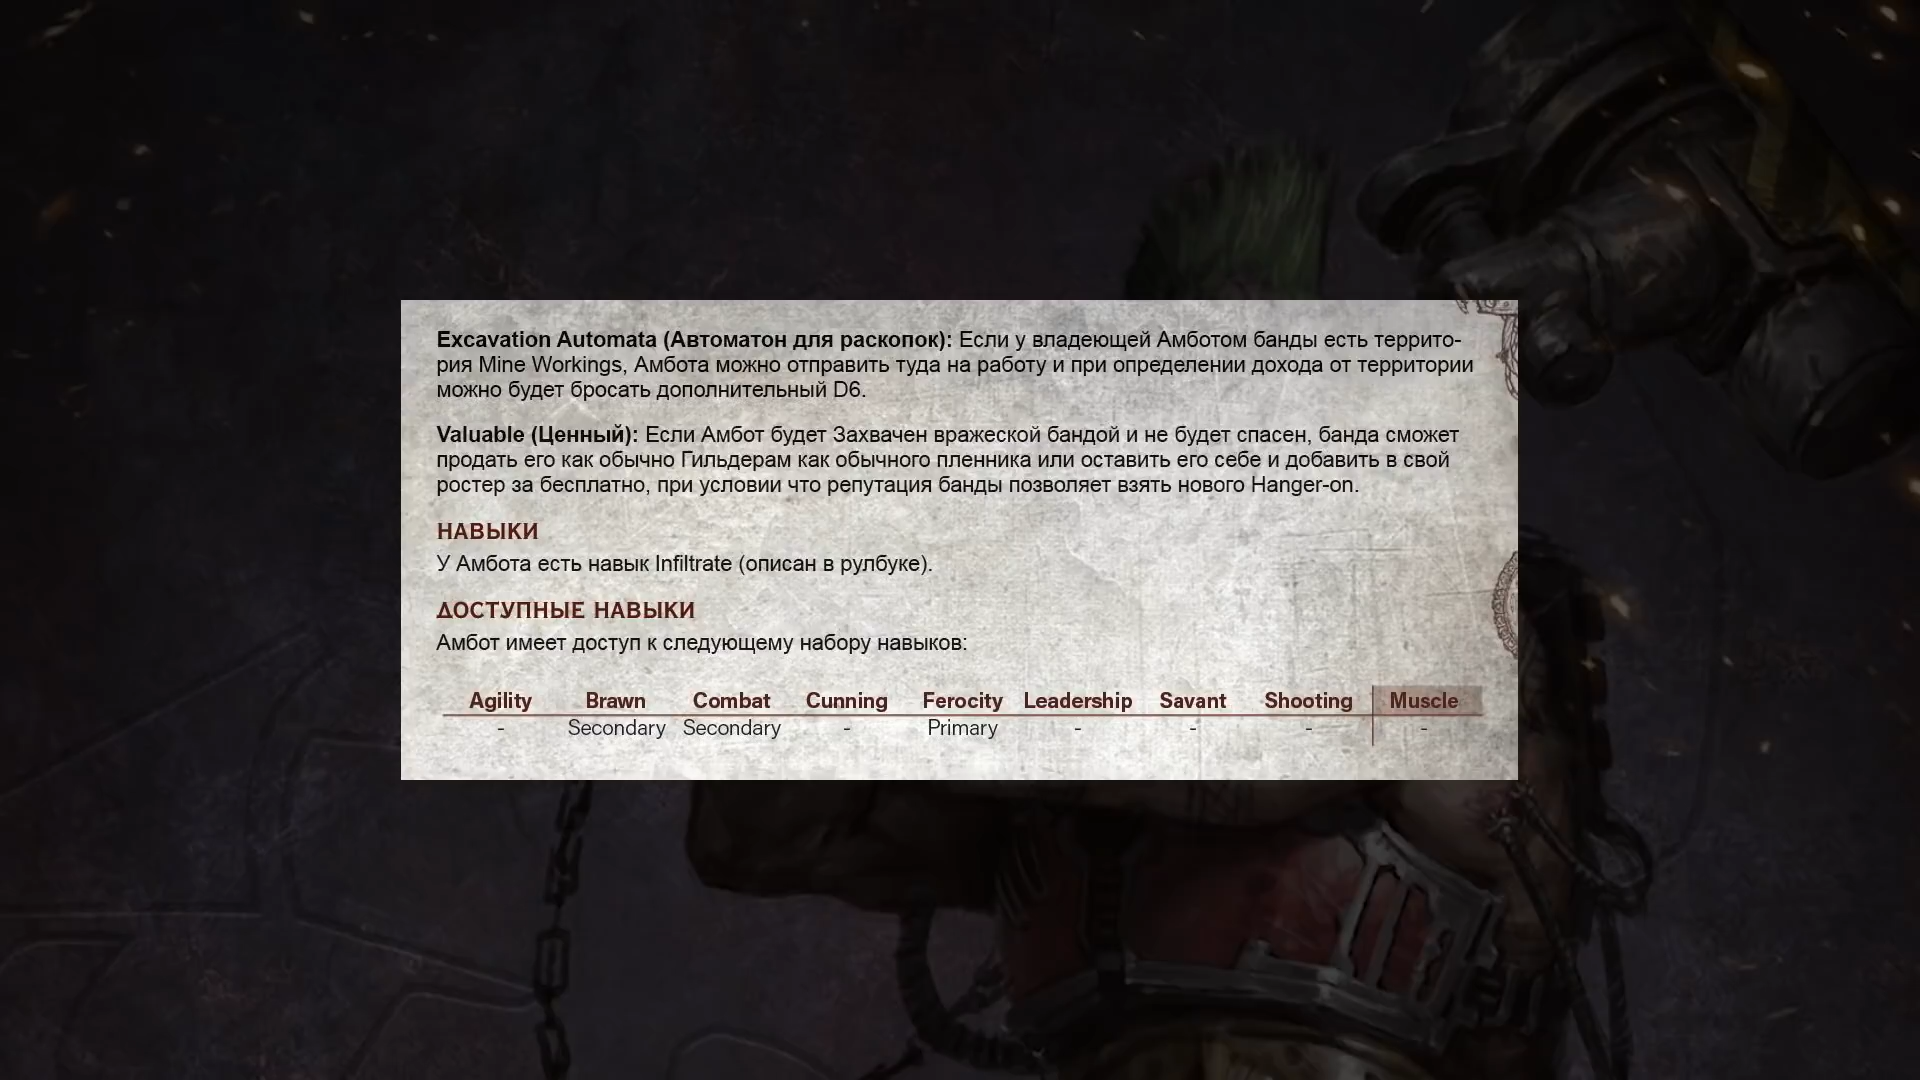 Excavation Automata (Автоматон для раскопок): Если у владеющей Амботом банды есть террито-
рия Mine Workings, Амбота можно отправить туда на работу и при определении дохода от территории
можно будет бросать дополнительный D6.
Valuable (Ценный): Если Амбот будет Захвачен вражеской бандой и не будет спасен, банда сможет
продать его как обычно Гильдерам как обычного пленника или оставить его себе и добавить в свой
ростер за бесплатно, при условии что репутация банды позволяет взять нового Hanger-on.
НАВЫКИ
У Амбота есть навык Infiltrate (описан в рулбуке).
ДОСТУПНЫЕ НАВЫКИ
Амбот имеет доступ к следующему набору навыков:
Agility Brawn Combat Cunning Ferocity Leadership Savant Shooting Muscle
- Secondary Secondary - Primary - - - -